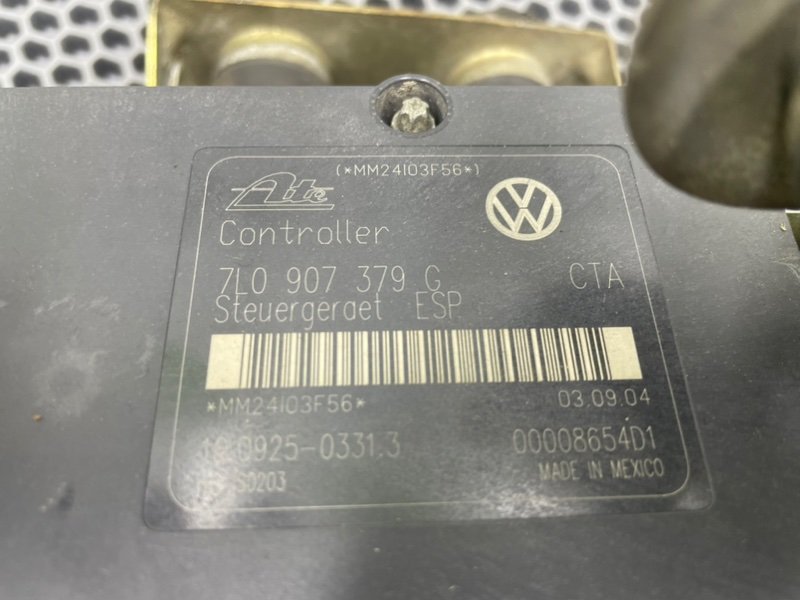 (*MM24I03F56*)
Ate
Controller
7L0 907 379 G CTA
Steuergeraet ESP
*MM24I03F56*
03.09.04
10.0925-0331.3 00008654D1
MADE IN MEXICO